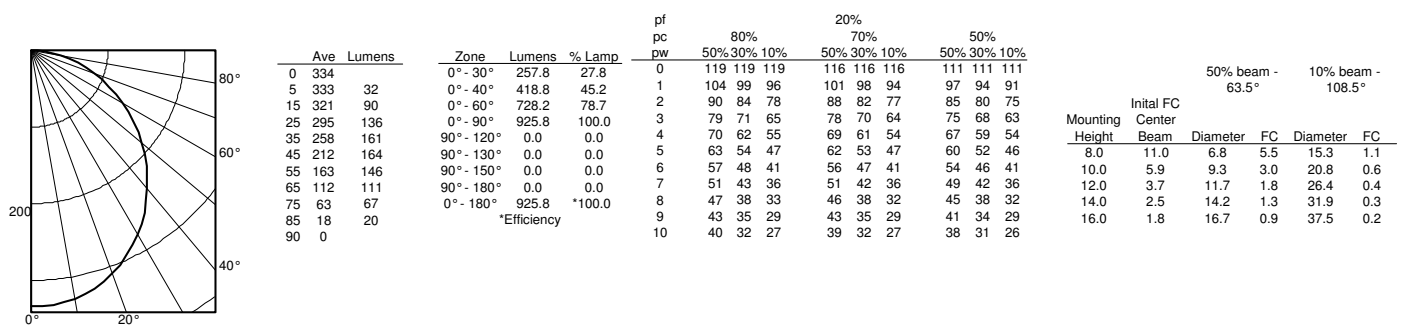 80°
60°
200
40°
0° 20°
Ave Lumens
0 334
5 333 32
15 321 90
25 295 136
35 258 161
45 212 164
55 163 146
65 112 111
75 63 67
85 18 20
90 0
Zone Lumens % Lamp
0°- 30° 257.8 27.8
0°- 40° 418.8 45.2
0°- 60° 728.2 78.7
0°- 90° 925.8 100.0
90°- 120° 0.0 0.0
90°- 130° 0.0 0.0
90°- 150° 0.0 0.0
90°- 180° 0.0 0.0
0°- 180° 925.8 *100.0
*Efficiency
pf 20%
pc 80% 70% 50%
pw 50% 30% 10% 50% 30% 10% 50% 30% 10%
0 119 119 119 116 116 116 111 111 111
1 104 99 96 101 98 94 97 94 91
2 90 84 78 88 82 77 85 80 75
3 79 71 65 78 70 64 75 68 63
4 70 62 55 69 61 54 67 59 54
5 63 54 47 62 53 47 60 52 46
6 57 48 41 56 47 41 54 46 41
7 51 43 36 51 42 36 49 42 36
8 47 38 33 46 38 32 45 38 32
9 43 35 29 43 35 29 41 34 29
10 40 32 27 39 32 27 38 31 26
50% beam - 10% beam -
63.5° 108.5°
Inital FC
Mounting Center
Height Beam Diameter FC Diameter FC
8.0 11.0 6.8 5.5 15.3 1.1
10.0 5.9 9.3 3.0 20.8 0.6
12.0 3.7 11.7 1.8 26.4 0.4
14.0 2.5 14.2 1.3 31.9 0.3
16.0 1.8 16.7 0.9 37.5 0.2